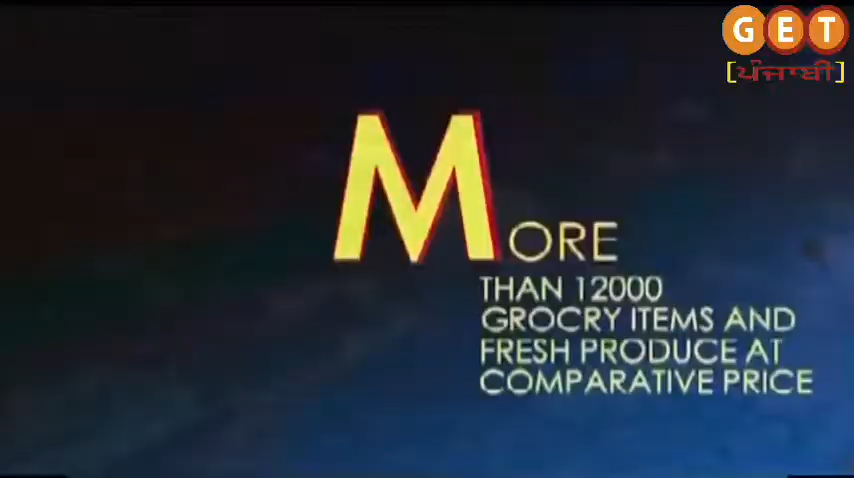 GET
[ਪੰਜਾਬੀ]
MORE
THAN 12000
GROCRY ITEMS AND
FRESH PRODUCE AT
COMPARATIVE PRICE